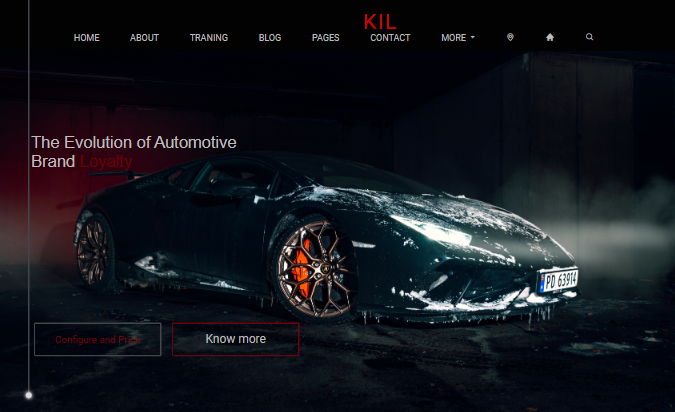 KIL
HOME ABOUT TRANING BLOG PAGES CONTACT MORE
The Evolution of Automotive
Brand Loyalty
PD 63914
Configure and Price
Know more